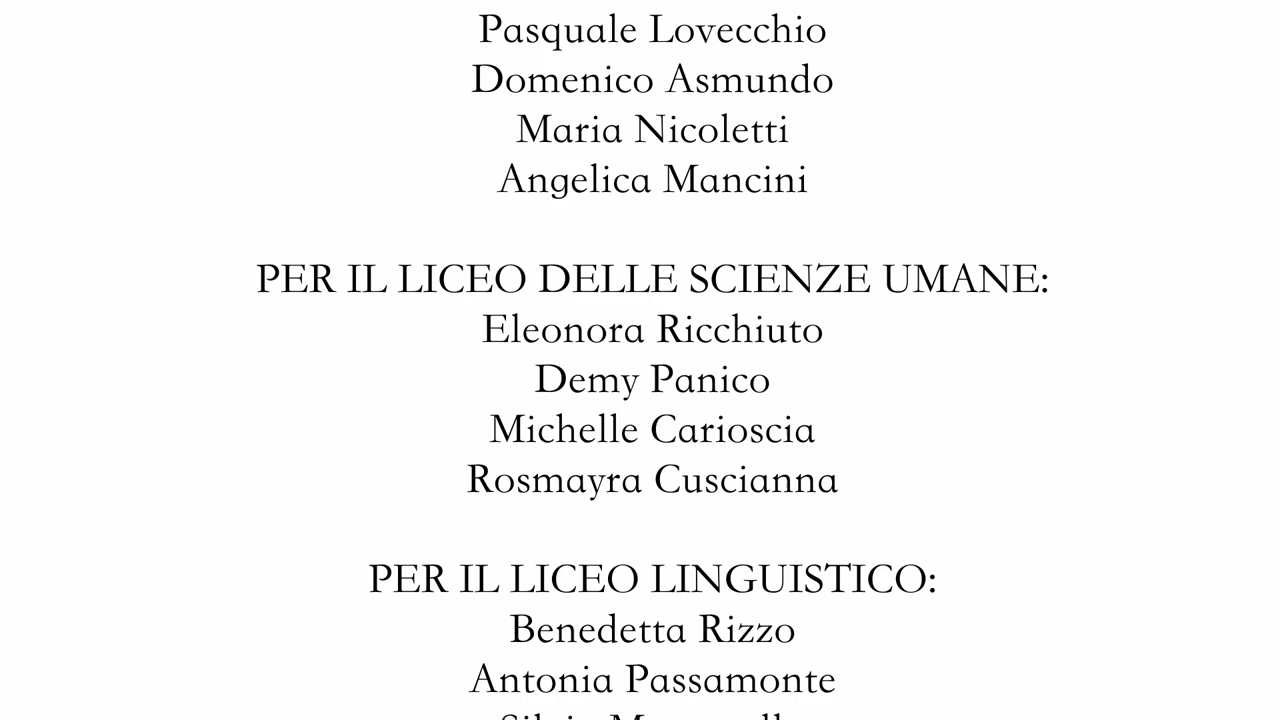 Pasquale Lovecchio
Domenico Asmundo
Maria Nicoletti
Angelica Mancini
PER IL LICEO DELLE SCIENZE UMANE:
Eleonora Ricchiuto
Demy Panico
Michelle Carioscia
Rosmayra Cuscianna
PER IL LICEO LINGUISTICO:
Benedetta Rizzo
Antonia Passamonte